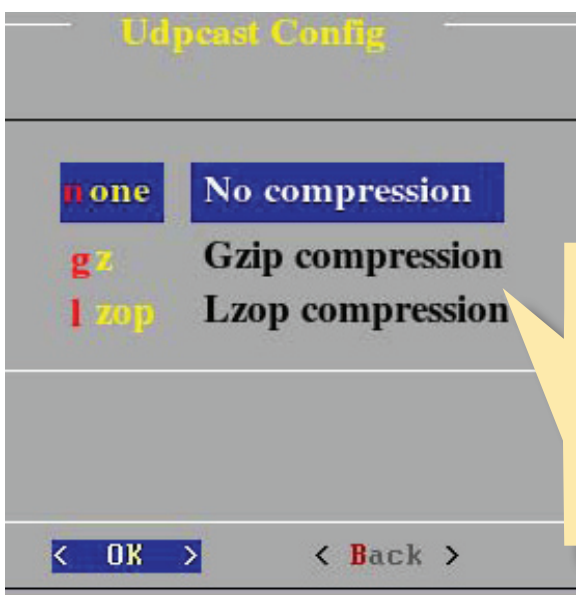 Udpcast Config
none No compression
gz Gzip compression
lzop Lzop compression
< OK > < Back >